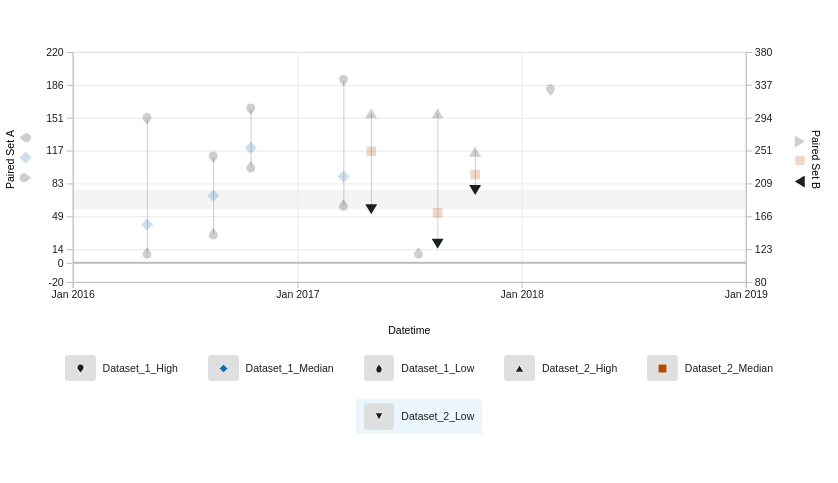 220
186
151
117
83
49
14
0
-20
Paired Set A
380
337
294
251
209
166
123
80
Paired Set B
Jan 2016 Jan 2017 Jan 2018 Jan 2019
Datetime
Dataset_1_High Dataset_1_Median Dataset_1_Low Dataset_2_High Dataset_2_Median
Dataset_2_Low